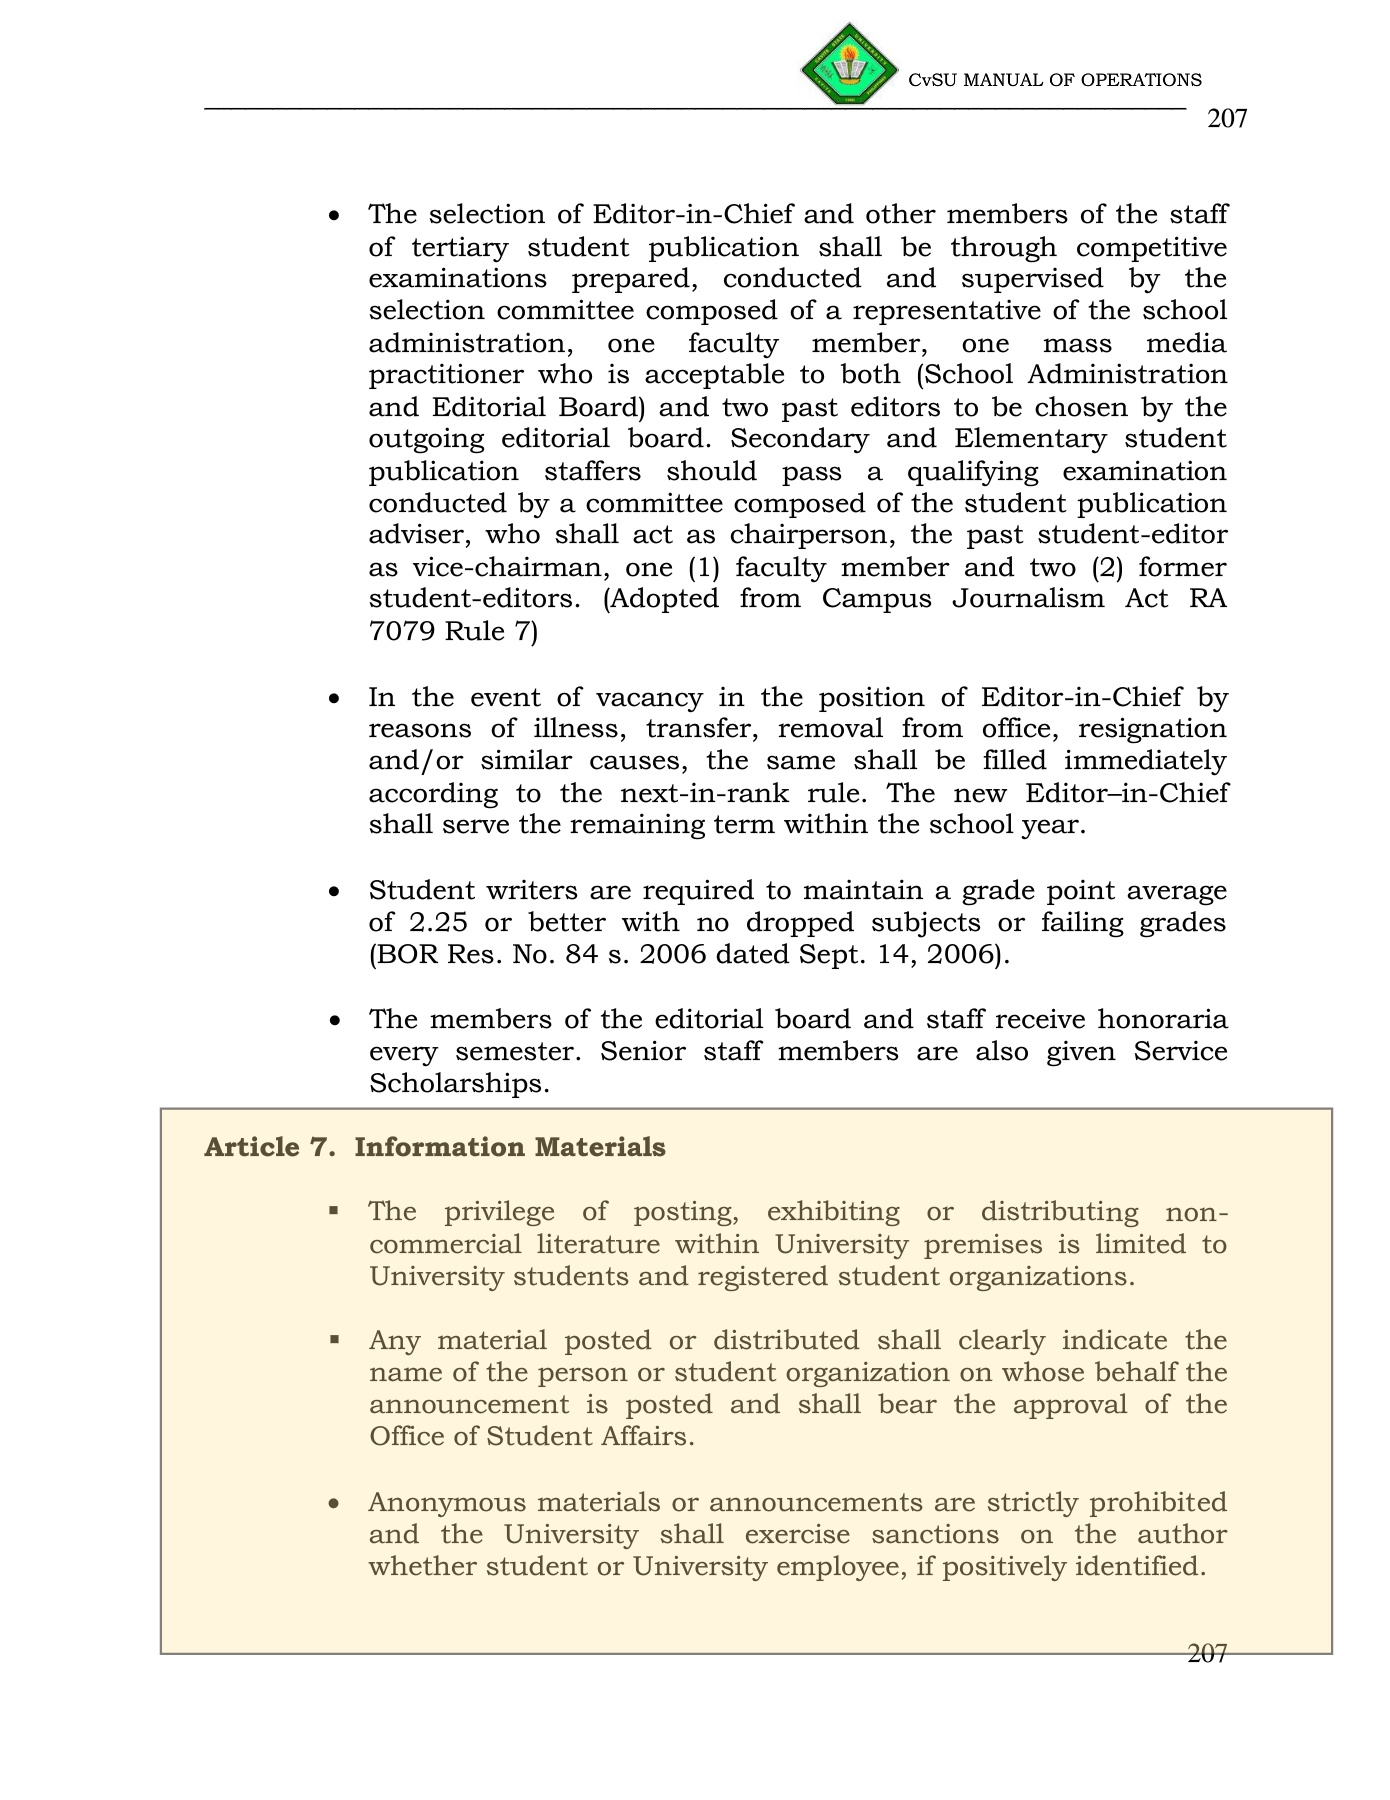 CvSU MANUAL OF OPERATIONS
207
• The selection of Editor-in-Chief and other members of the staff
of tertiary student publication shall be through competitive
examinations prepared, conducted and supervised by the
selection committee composed of a representative of the school
administration, one faculty member, one mass media
practitioner who is acceptable to both (School Administration
and Editorial Board) and two past editors to be chosen by the
outgoing editorial board. Secondary and Elementary student
publication staffers should pass a qualifying examination
conducted by a committee composed of the student publication
adviser, who shall act as chairperson, the past student-editor
as vice-chairman, one (1) faculty member and two (2) former
student-editors. (Adopted from Campus Journalism Act RA
7079 Rule 7)
• In the event of vacancy in the position of Editor-in-Chief by
reasons of illness, transfer, removal from office, resignation
and/or similar causes, the same shall be filled immediately
according to the next-in-rank rule. The new Editor–in-Chief
shall serve the remaining term within the school year.
• Student writers are required to maintain a grade point average
of 2.25 or better with no dropped subjects or failing grades
(BOR Res. No. 84 s. 2006 dated Sept. 14, 2006).
• The members of the editorial board and staff receive honoraria
every semester. Senior staff members are also given Service
Scholarships.
Article 7. Information Materials
▪ The privilege of posting, exhibiting or distributing non-
commercial literature within University premises is limited to
University students and registered student organizations.
▪ Any material posted or distributed shall clearly indicate the
name of the person or student organization on whose behalf the
announcement is posted and shall bear the approval of the
Office of Student Affairs.
• Anonymous materials or announcements are strictly prohibited
and the University shall exercise sanctions on the author
whether student or University employee, if positively identified.
207